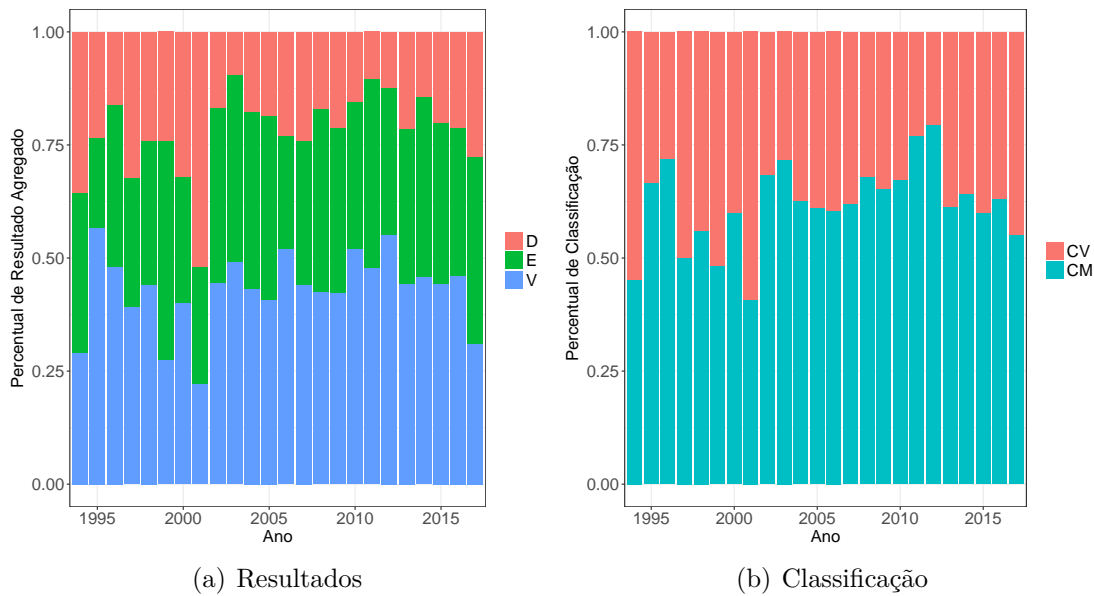 1.00
0.75
0.50
0.25
0.00
Percentual de Resultado Agregado
1995 2000 2005 2010 2015
Ano
D
E
V
(a) Resultados
1.00
0.75
0.50
0.25
0.00
Percentual de Classificação
1995 2000 2005 2010 2015
Ano
CV
CM
(b) Classificação